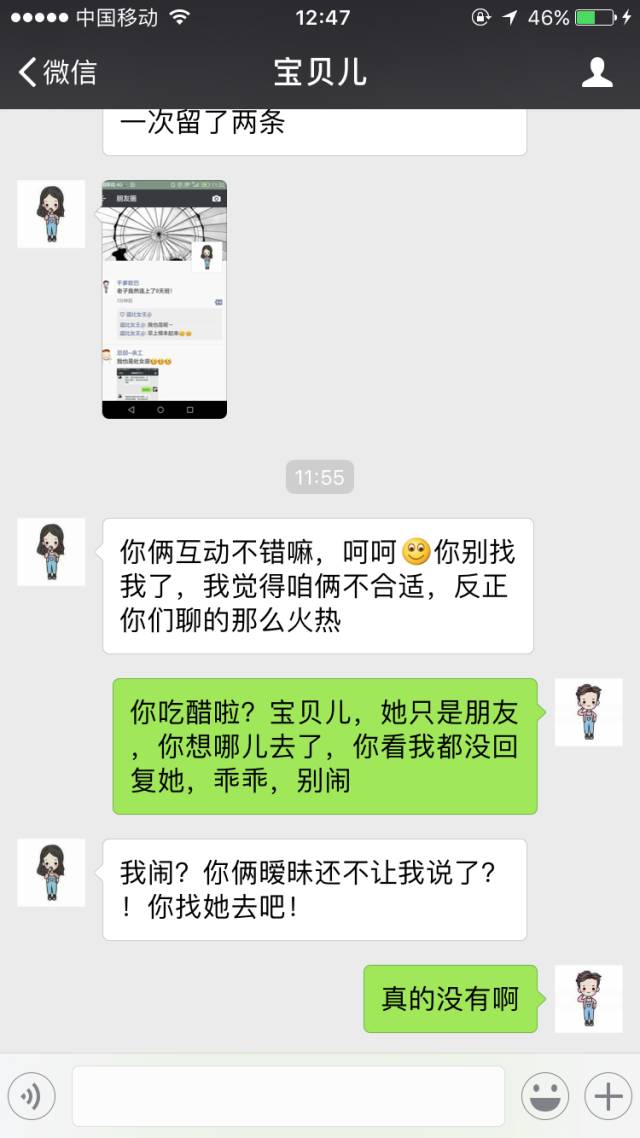 中国移动
12:47
46%
微信
宝贝儿
一次留了两条
朋友圈
11:55
你俩互动不错嘛，呵呵你别找
我了，我觉得咱俩不合适，反正
你们聊的那么火热
你吃醋啦？宝贝儿，她只是朋友
，你想哪儿去了，你看我都没回
复她，乖乖，别闹
我闹？你俩暧昧还不让我说了？
！你找她去吧！
真的没有啊